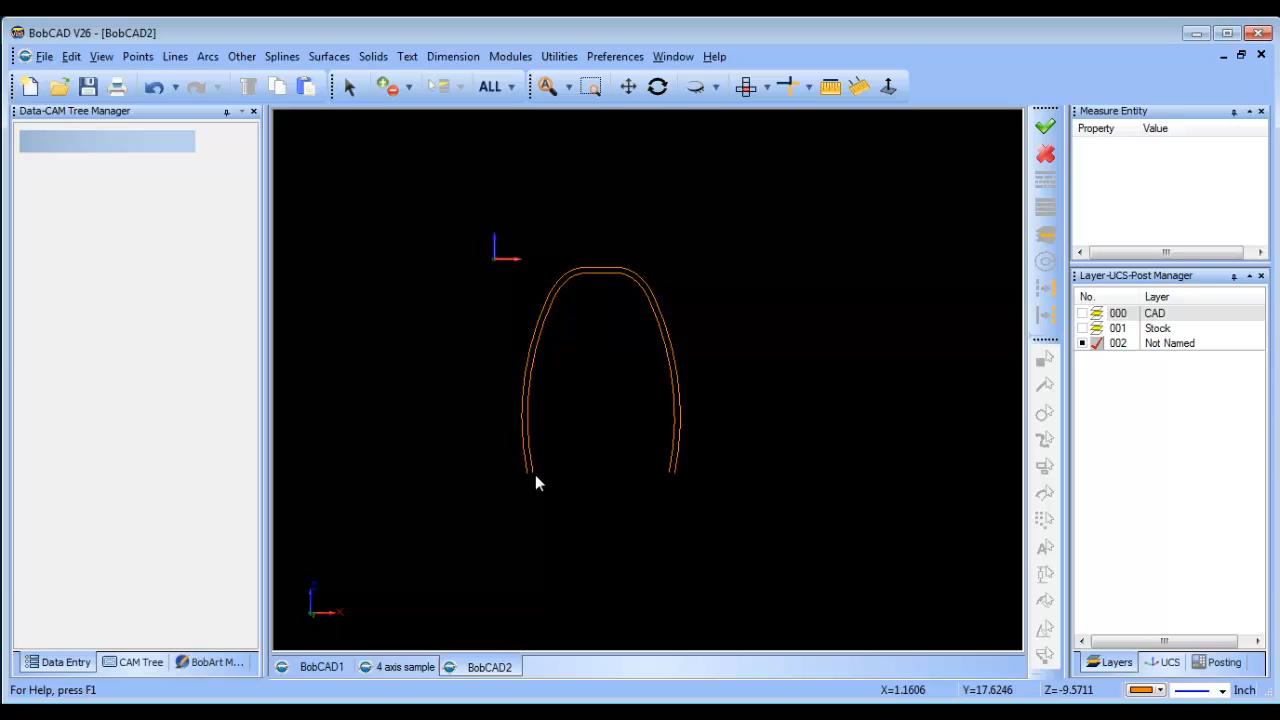 BobCAD V26 - [BobCAD2]
File Edit View Points Lines Arcs Other Splines Surfaces Solids Text Dimension Modules Utilities Preferences Window Help
ALL
Data-CAM Tree Manager
Measure Entity
Property Value
Layer-UCS-Post Manager
No. Layer
000 CAD
001 Stock
002 Not Named
X
Data Entry CAM Tree BobArt M...
BobCAD1 4 axis sample BobCAD2
Layers UCS Posting
For Help, press F1
X=1.1606 Y=17.6246 Z=-9.5711 Inch